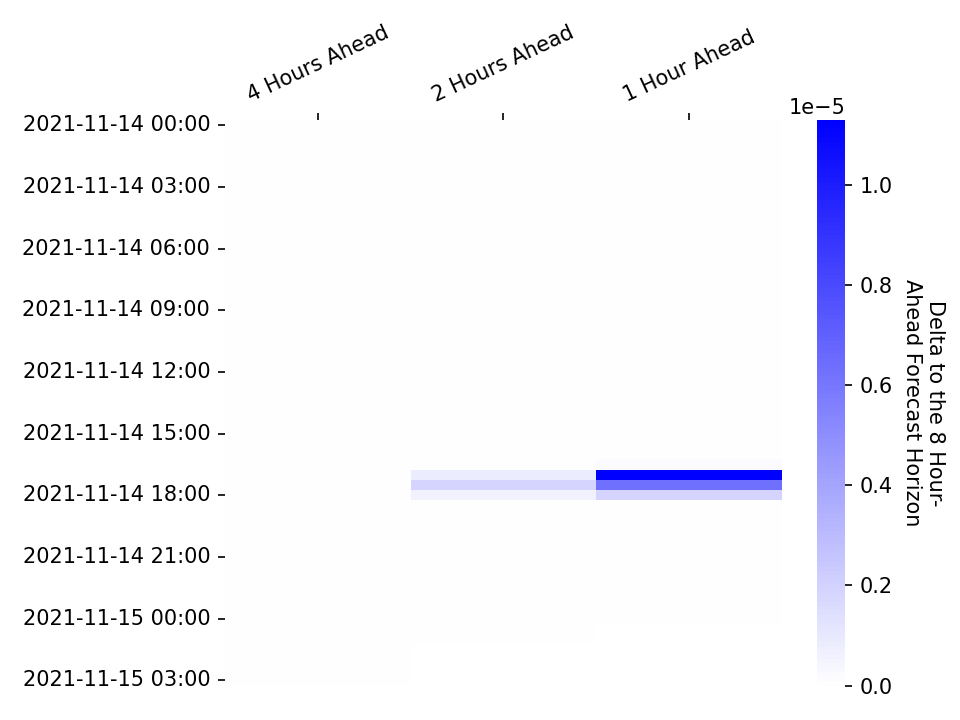 4 Hours Ahead
2 Hours Ahead
1 Hour Ahead
1e−5
2021-11-14 00:00
2021-11-14 03:00
2021-11-14 06:00
2021-11-14 09:00
2021-11-14 12:00
2021-11-14 15:00
2021-11-14 18:00
2021-11-14 21:00
2021-11-15 00:00
2021-11-15 03:00
1.0
0.8
0.6
0.4
0.2
0.0
Delta to the 8 Hour-
Ahead Forecast Horizon